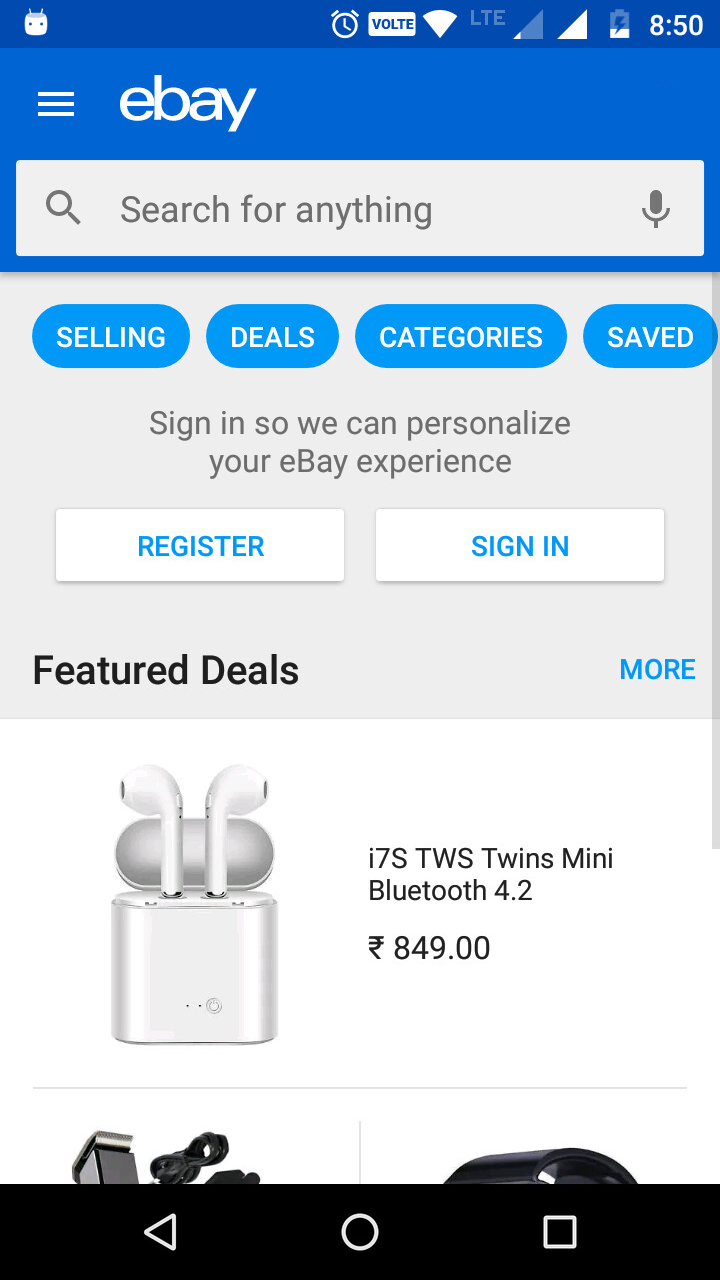 VOLTE LTE 8:50
ebay
Search for anything
SELLING DEALS CATEGORIES SAVED
Sign in so we can personalize
your eBay experience
REGISTER SIGN IN
Featured Deals MORE
i7S TWS Twins Mini
Bluetooth 4.2
₹ 849.00